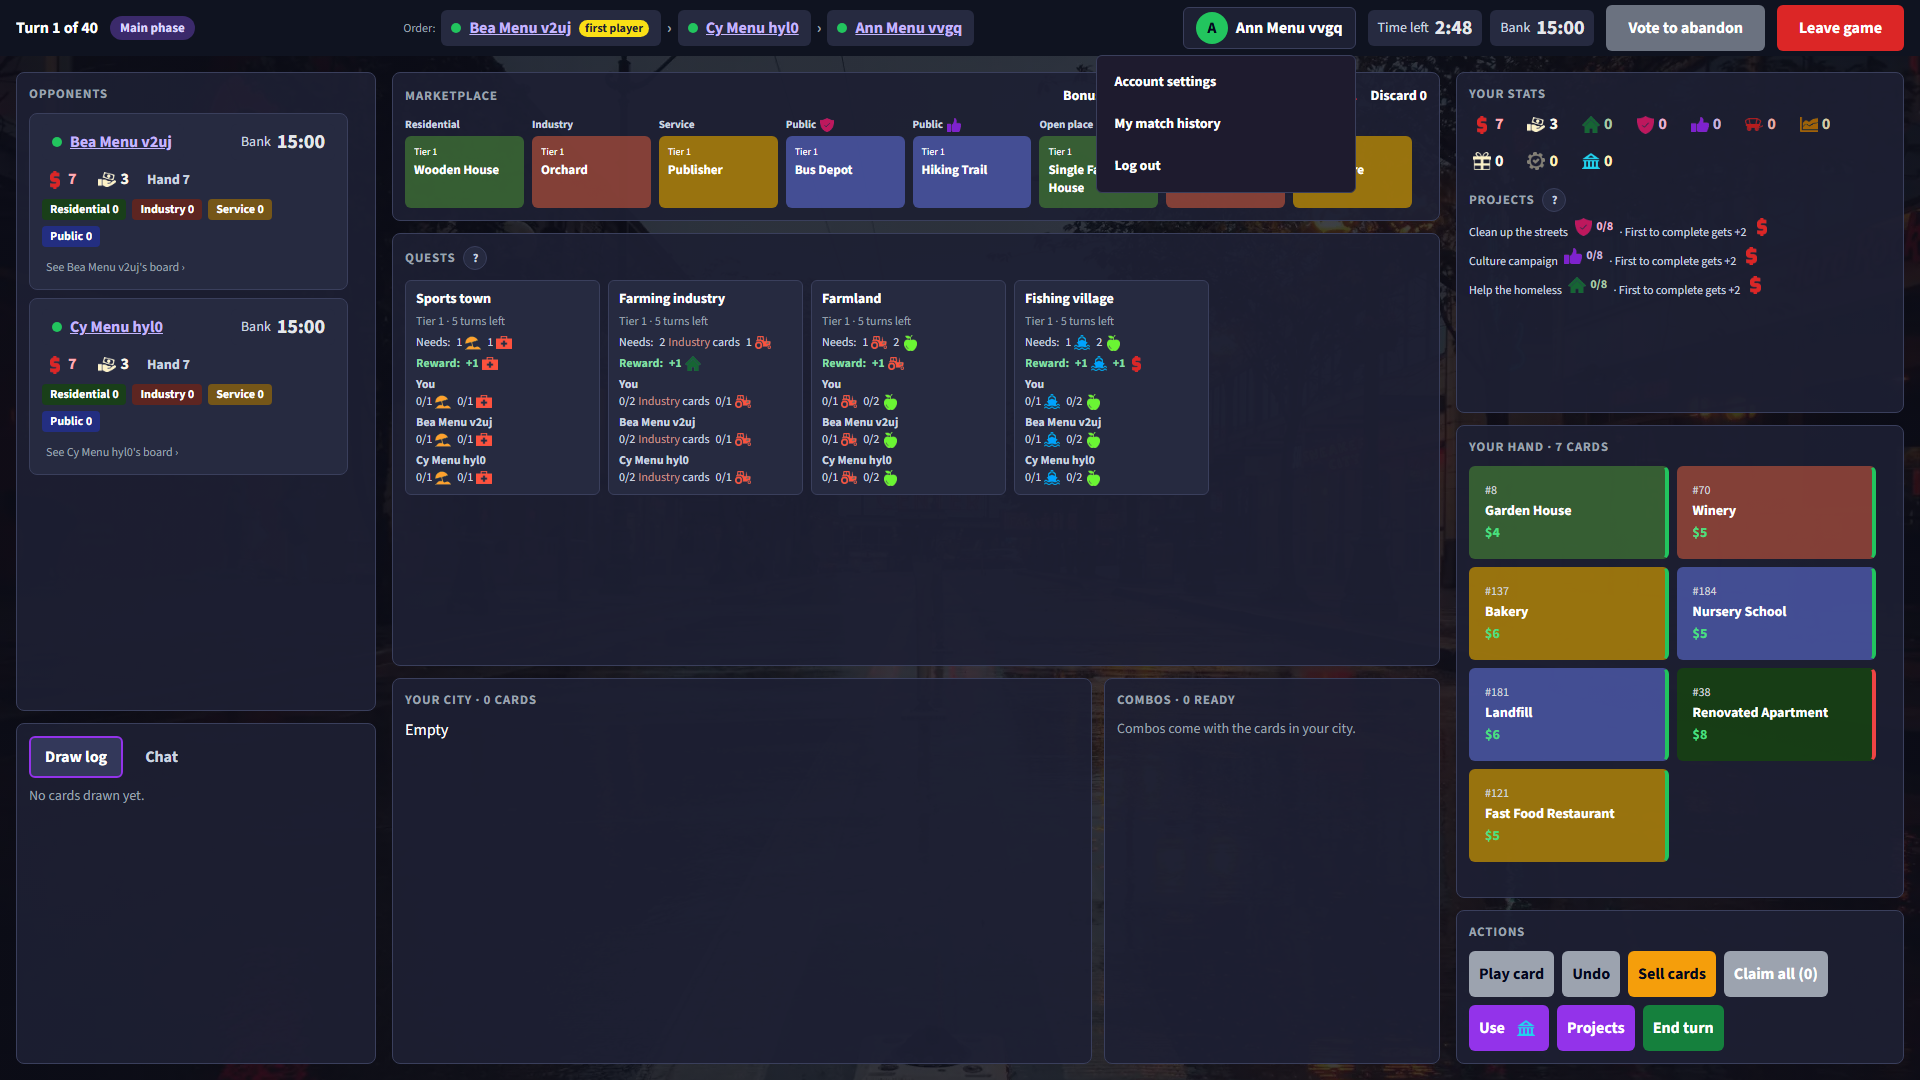 Turn 1 of 40
Main phase
Order:
Bea Menu v2uj
first player
›
Cy Menu hyl0
›
Ann Menu vvgq
A
Ann Menu vvgq
Time left 2:48
Bank 15:00
Vote to abandon
Leave game
Account settings
My match history
Log out
OPPONENTS
Bea Menu v2uj
Bank 15:00
7
3
Hand 7
Residential 0
Industry 0
Service 0
Public 0
See Bea Menu v2uj's board ›
Cy Menu hyl0
Bank 15:00
7
3
Hand 7
Residential 0
Industry 0
Service 0
Public 0
See Cy Menu hyl0's board ›
Draw log
Chat
No cards drawn yet.
MARKETPLACE
Discard 0
Residential
Tier 1
Wooden House
Industry
Tier 1
Orchard
Service
Tier 1
Publisher
Public
Tier 1
Bus Depot
Public
Tier 1
Hiking Trail
Open place
Tier 1
House
QUESTS
?
Sports town
Tier 1 · 5 turns left
Needs: 1 1
Reward: +1
You
0/1 0/1
Bea Menu v2uj
0/1 0/1
Cy Menu hyl0
0/1 0/1
Farming industry
Tier 1 · 5 turns left
Needs: 2 Industry cards 1
Reward: +1
You
0/2 Industry cards 0/1
Bea Menu v2uj
0/2 Industry cards 0/1
Cy Menu hyl0
0/2 Industry cards 0/1
Farmland
Tier 1 · 5 turns left
Needs: 1 2
Reward: +1
You
0/1 0/2
Bea Menu v2uj
0/1 0/2
Cy Menu hyl0
0/1 0/2
Fishing village
Tier 1 · 5 turns left
Needs: 1 2
Reward: +1 +1
You
0/1 0/2
Bea Menu v2uj
0/1 0/2
Cy Menu hyl0
0/1 0/2
YOUR CITY · 0 CARDS
Empty
COMBOS · 0 READY
Combos come with the cards in your city.
YOUR STATS
7 3 0 0 0 0 0
0 0 0
PROJECTS
?
Clean up the streets 0/8 · First to complete gets +2
Culture campaign 0/8 · First to complete gets +2
Help the homeless 0/8 · First to complete gets +2
YOUR HAND · 7 CARDS
#8
Garden House
$4
#70
Winery
$5
#137
Bakery
$6
#184
Nursery School
$5
#181
Landfill
$6
#38
Renovated Apartment
$8
#121
Fast Food Restaurant
$5
ACTIONS
Play card
Undo
Sell cards
Claim all (0)
Use
Projects
End turn